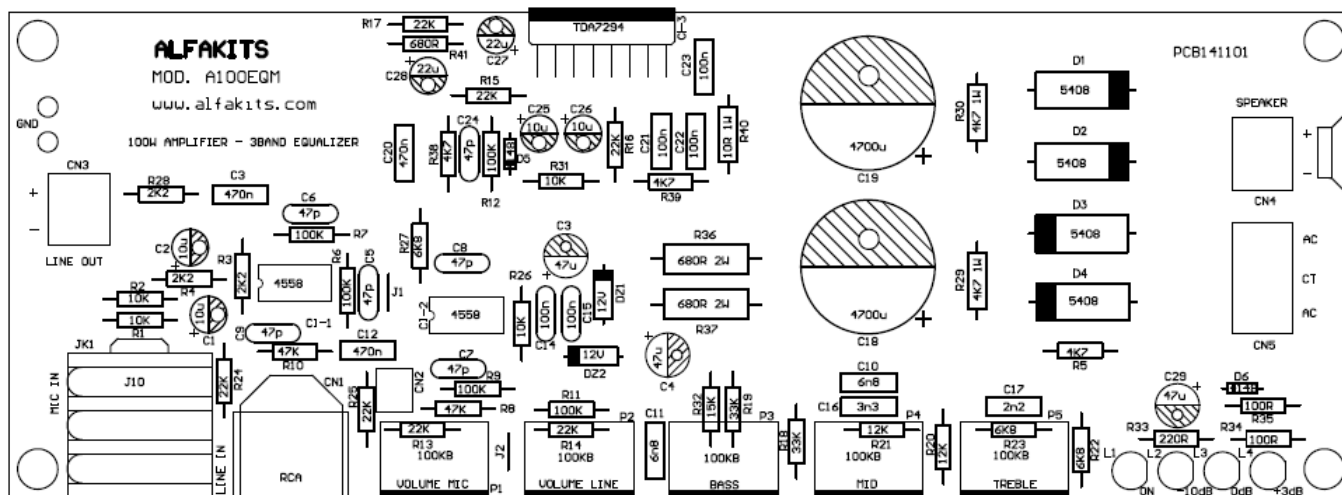 ALFAKITS
MOD. A100EQM
www.alfakits.com
100W AMPLIFIER - 3BAND EQUALIZER
PCB141101
R17 22K
680R R41
22u C27
TDA7294
CI-3
C23 100n
C28 22u
R15 22K
C20 470n
R38 4K7
C24 47p
100K R12
D5
C25 10u
C26 10u
22K R16
C21 100n
C22 100n
10R 1W R40
R31 10K
4K7 R39
4700u C19
R30 4K7 1W
D1 5408
D2 5408
D3 5408
D4 5408
SPEAKER
+
-
CN4
GND
CN3
+
-
LINE OUT
R28 2K2
C3 470n
C6 47p
100K R7
C2 10u
2K2 R4
R3 2K2
4558
CI-1
R6 100K
C5 47p
J1
R27 6K8
C8 47p
CI-2 4558
R26 10K
C3 47u
100n C14
100n C15
12V DZ1
12V DZ2
R36 680R 2W
680R 2W R37
47u C4
4700u C18
R29 4K7 1W
AC
CT
AC
CN5
4K7 R5
R2 10K
10K R1
10u C1
C9 47p
47K R10
C12 470n
JK1
J10
MIC IN
22K R24
LINE IN
CN1
RCA
R25 22K
CN2
C7 47p
R9 100K
47K R8
22K R13
100KB
VOLUME MIC
P1
J2
R11 100K
P2
22K R14
100KB
VOLUME LINE
C11 6n8
R32 15K
33K R19
P3
100KB
BASS
R18 33K
C10 6n8
C16 3n3
P4
12K R21
100KB
MID
R20 12K
C17 2n2
P5
6K8 R23
100KB
TREBLE
6K8 R22
C29 47u
D6
100R R35
R33 220R
R34 100R
L1 L2 L3 L4
ON -10dB 0dB +3dB